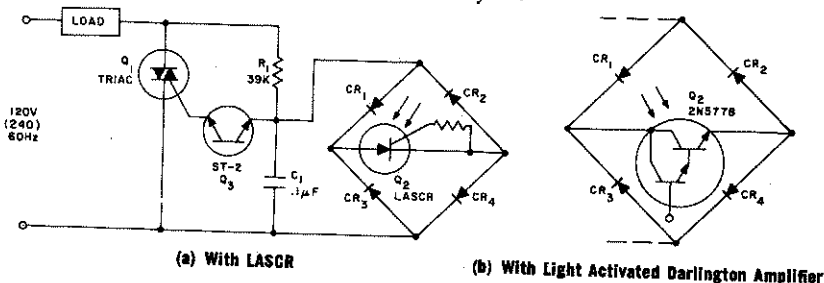 LOAD
Q1
TRIAC
R1
39K
120V
(240)
60Hz
ST-2
Q3
C1
.1μF
CR1
CR2
Q2
LASCR
CR3
CR4
(a) With LASCR
CR1
CR2
Q2
2N5778
CR3
CR4
(b) With Light Activated Darlington Amplifier